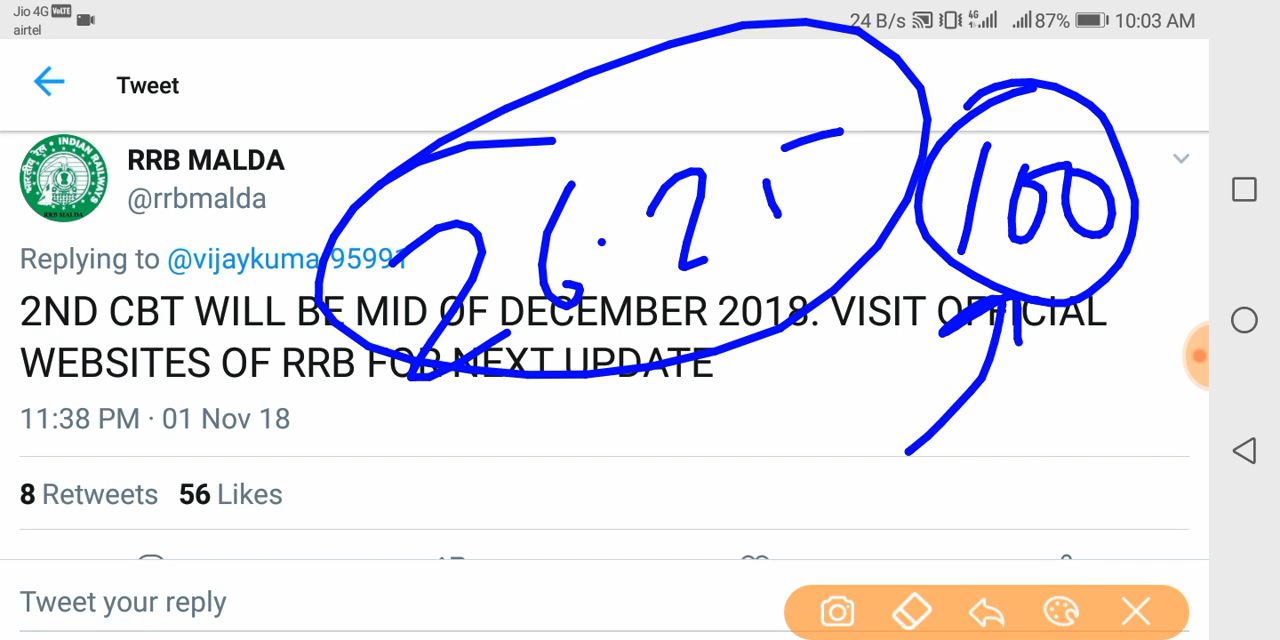 Jio 4G VoLTE
airtel
24 B/s 4G 87% 10:03 AM
Tweet
INDIAN RAILWAYS
RRB MALDA
RRB MALDA
@rrbmalda
Replying to
2ND CBT WILL BE MID OF DECEMBER 2018. VISIT OFFICIAL
WEBSITES OF RRB FOR NEXT UPDATE
26.2
100
11:38 PM · 01 Nov 18
8 Retweets 56 Likes
Tweet your reply